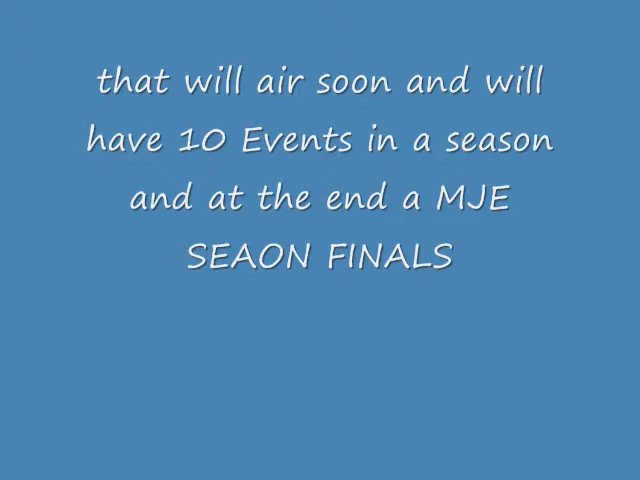 that will air soon and will
have 10 Events in a season
and at the end a MJE
SEAON FINALS